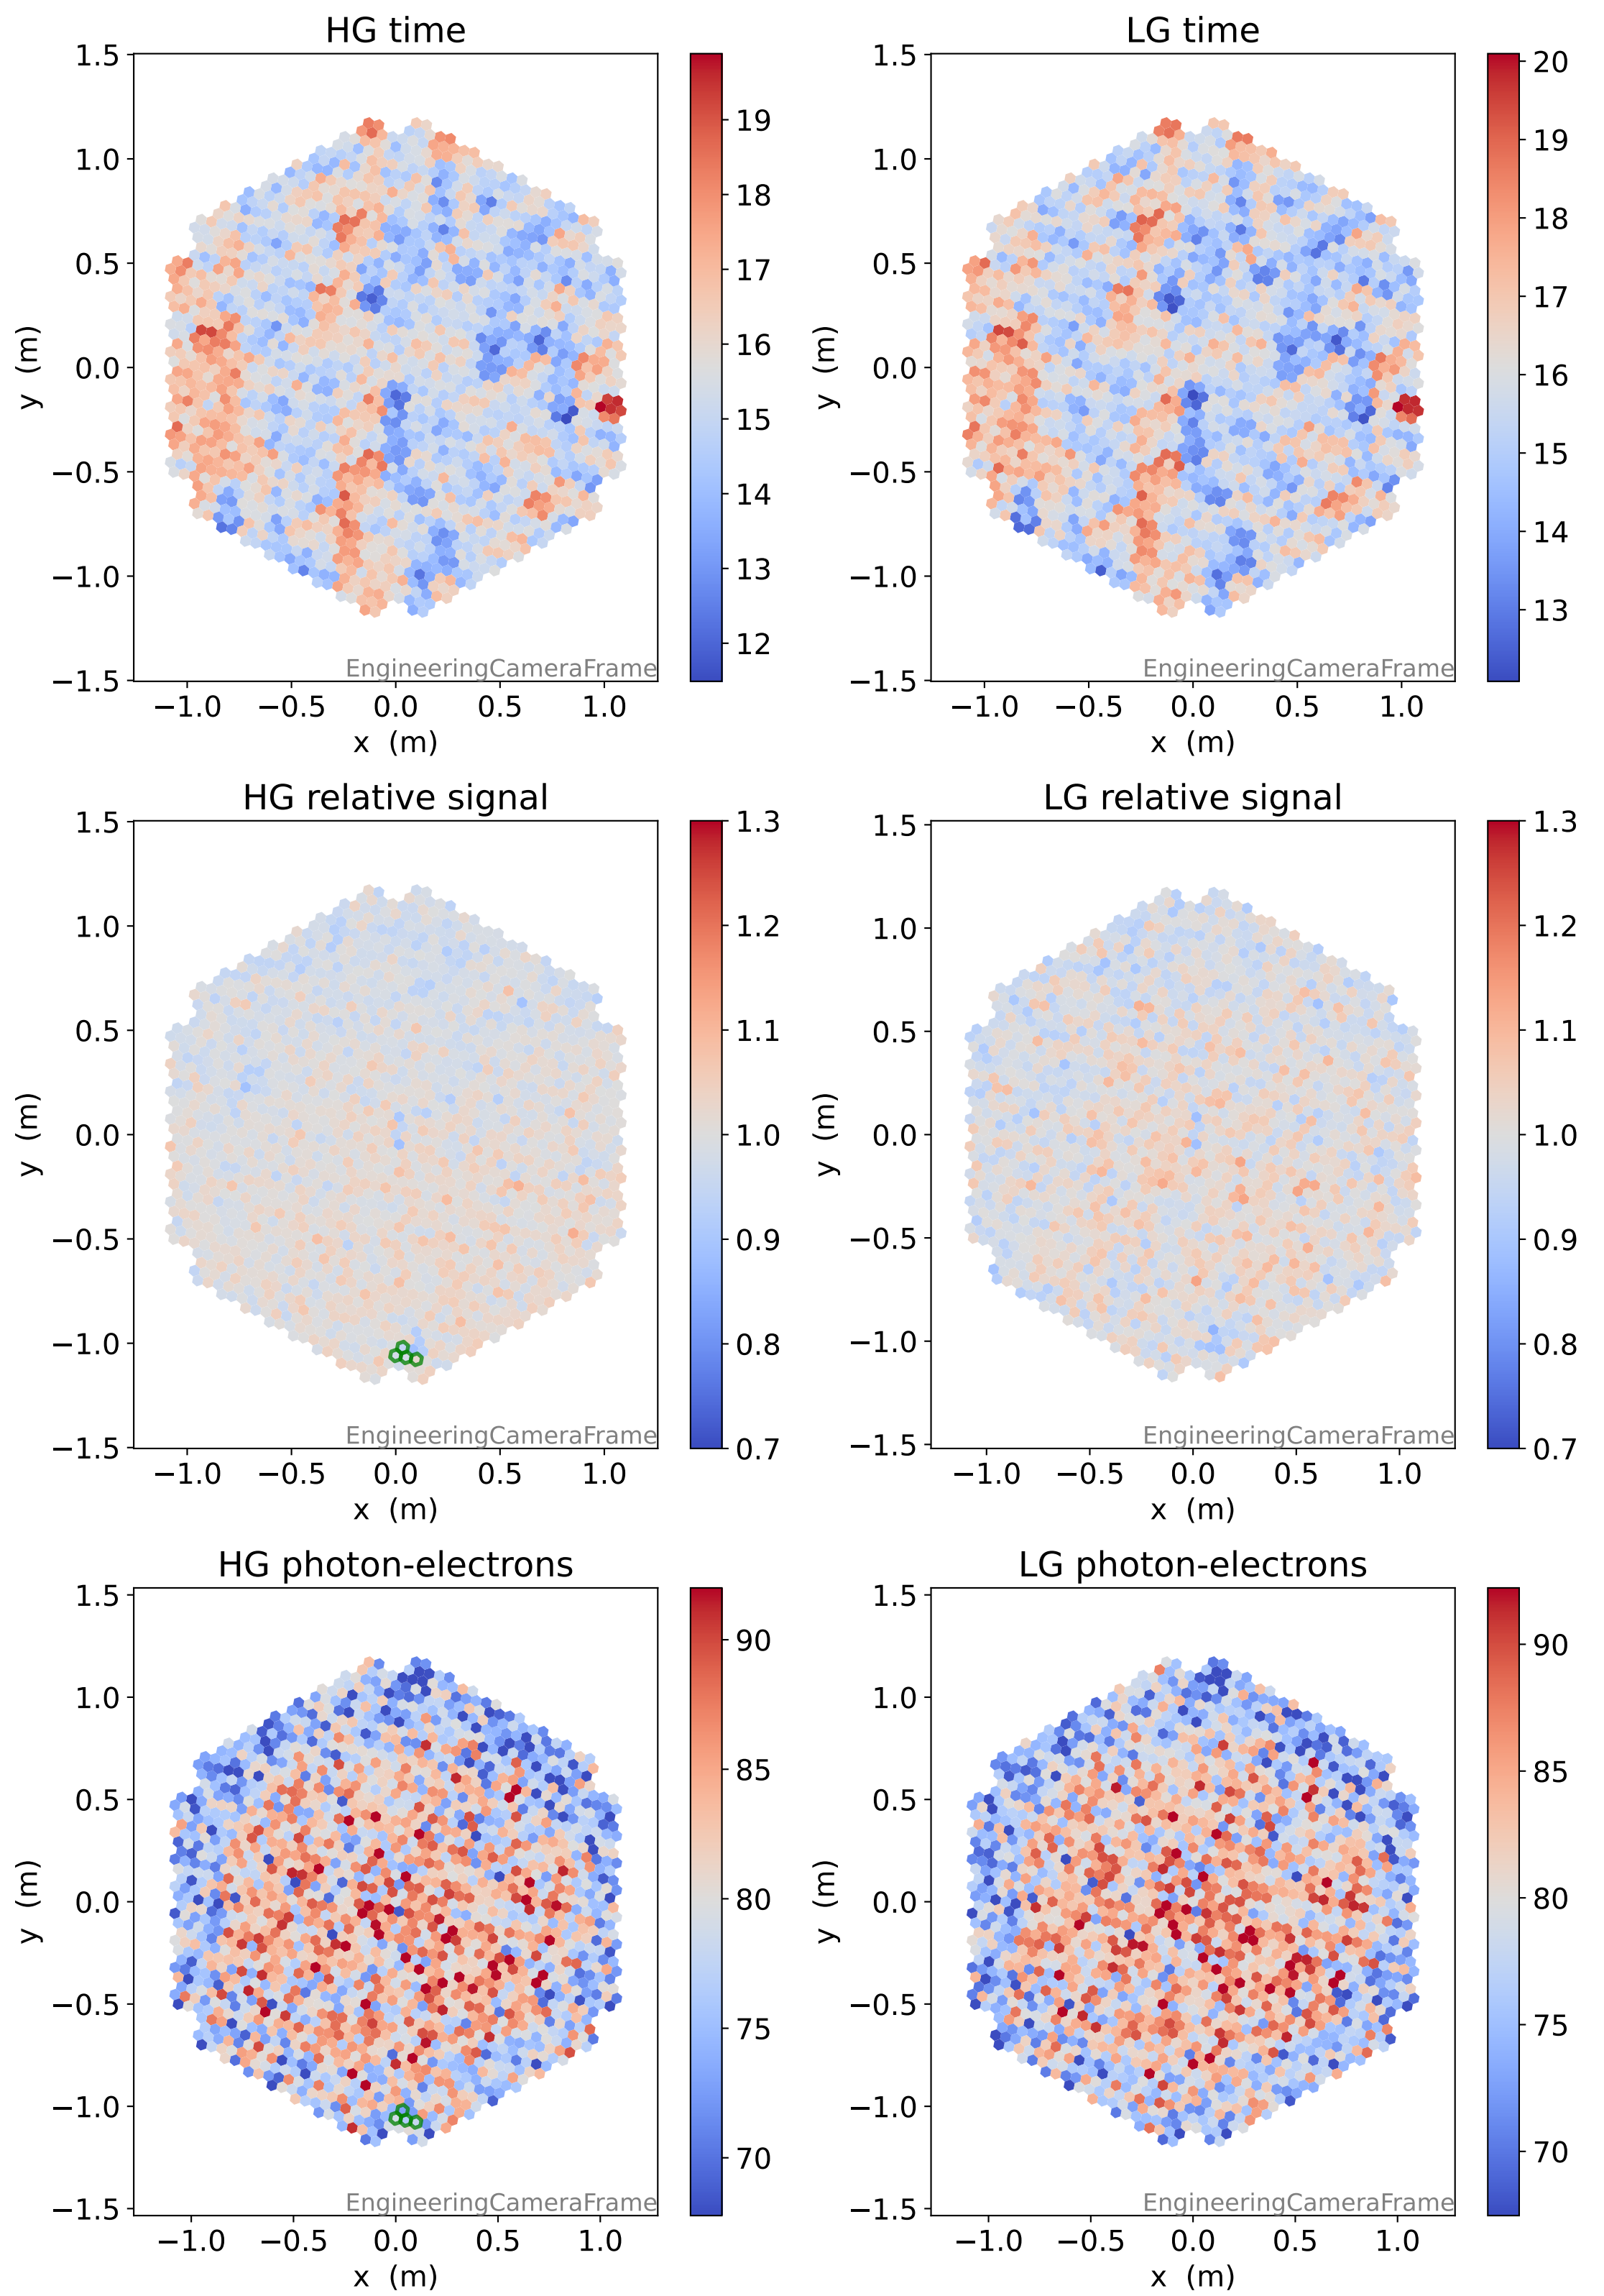 HG time
1.5
1.0
0.5
0.0
−0.5
−1.0
−1.5
y (m)
−1.0 −0.5 0.0 0.5 1.0
x (m)
EngineeringCameraFrame
19
18
17
16
15
14
13
12
LG time
1.5
1.0
0.5
0.0
−0.5
−1.0
−1.5
y (m)
−1.0 −0.5 0.0 0.5 1.0
x (m)
EngineeringCameraFrame
20
19
18
17
16
15
14
13
HG relative signal
1.5
1.0
0.5
0.0
−0.5
−1.0
−1.5
y (m)
−1.0 −0.5 0.0 0.5 1.0
x (m)
EngineeringCameraFrame
1.3
1.2
1.1
1.0
0.9
0.8
0.7
LG relative signal
1.5
1.0
0.5
0.0
−0.5
−1.0
−1.5
y (m)
−1.0 −0.5 0.0 0.5 1.0
x (m)
EngineeringCameraFrame
1.3
1.2
1.1
1.0
0.9
0.8
0.7
HG photon-electrons
1.5
1.0
0.5
0.0
−0.5
−1.0
−1.5
y (m)
−1.0 −0.5 0.0 0.5 1.0
x (m)
EngineeringCameraFrame
90
85
80
75
70
LG photon-electrons
1.5
1.0
0.5
0.0
−0.5
−1.0
−1.5
y (m)
−1.0 −0.5 0.0 0.5 1.0
x (m)
EngineeringCameraFrame
90
85
80
75
70